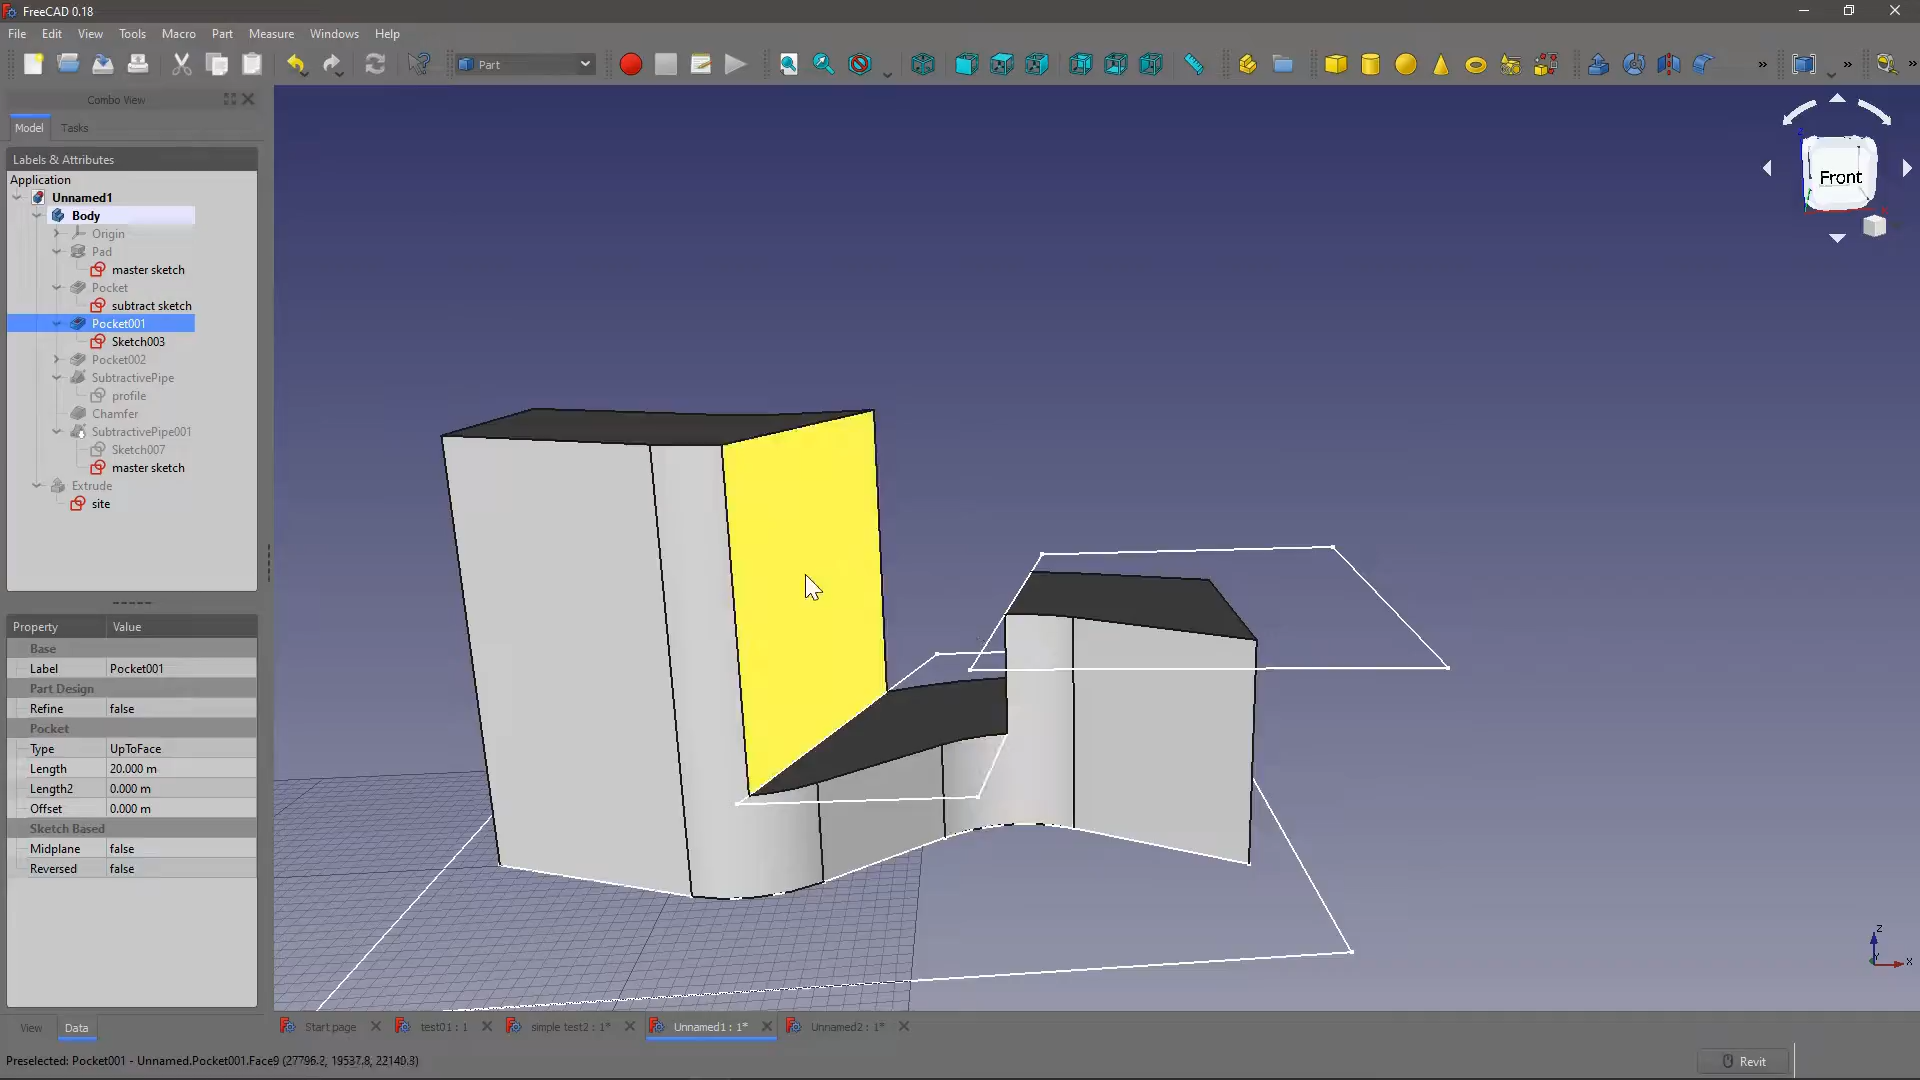 FreeCAD 0.18
File Edit View Tools Macro Part Measure Windows Help
Part
Combo View
Model Tasks
Labels & Attributes
Application
Unnamed1
Body
Origin
Pad
master sketch
Pocket
subtract sketch
Pocket001
Sketch003
Pocket002
SubtractivePipe
profile
Chamfer
SubtractivePipe001
Sketch007
master sketch
Extrude
site
Property Value
Base
Label Pocket001
Part Design
Refine false
Pocket
Type UpToFace
Length 20.000 m
Length2 0.000 m
Offset 0.000 m
Sketch Based
Midplane false
Reversed false
Front
Z
Y
X
View Data
Start page
test01 : 1
simple test2 : 1*
Unnamed1 : 1*
Unnamed2 : 1*
Preselected: Pocket001 - Unnamed.Pocket001.Face9 (27796.2, 19537.8, 22140.3)
Revit